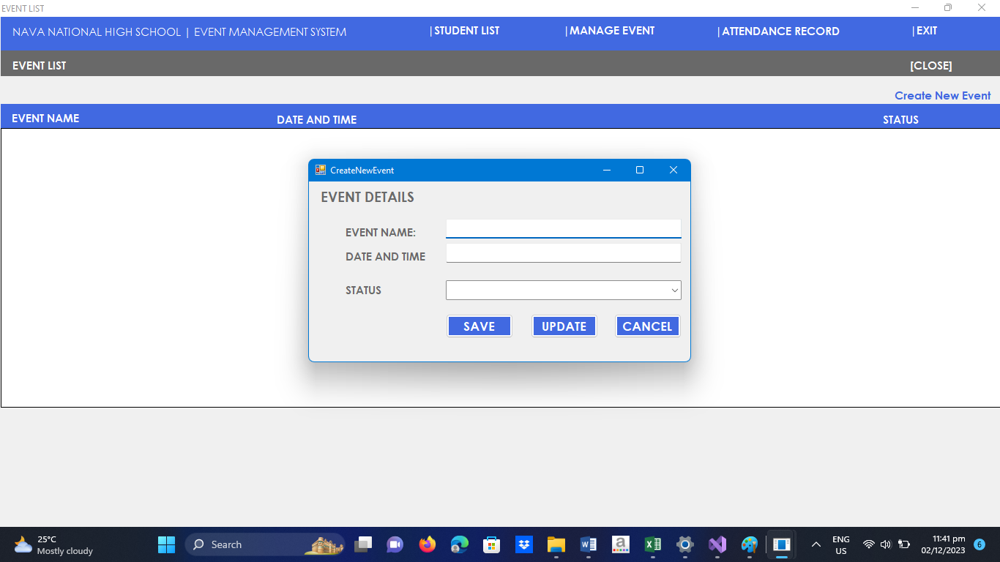 EVENT LIST
NAVA NATIONAL HIGH SCHOOL | EVENT MANAGEMENT SYSTEM |STUDENT LIST |MANAGE EVENT |ATTENDANCE RECORD |EXIT
EVENT LIST [CLOSE]
Create New Event
EVENT NAME DATE AND TIME STATUS
CreateNewEvent
EVENT DETAILS
EVENT NAME:
DATE AND TIME
STATUS
SAVE UPDATE CANCEL
25°C
Mostly cloudy
Search
ENG
US
11:41 pm
02/12/2023
6